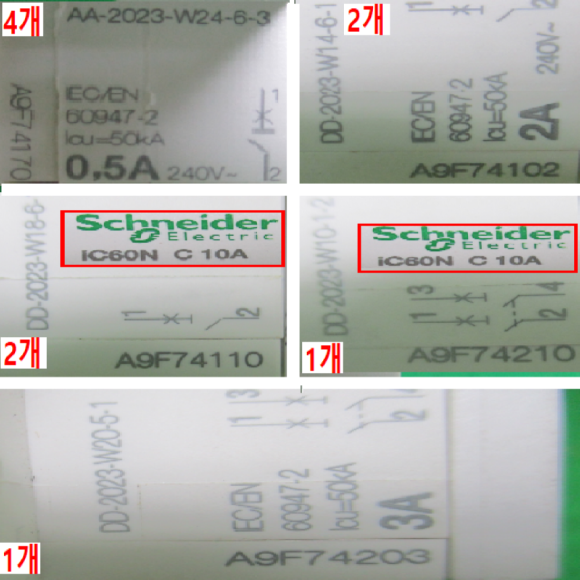 4개
AA-2023-W24-6-3
A9F74170
EC/EN
60947-2
Icu=50kA
0,5A 240V~
1
2
2개
DD-2023-W14-6-1
EC/EN
60947-2
Icu=50kA
2A
240V~
A9F74102
DD-2023-W18-6-
Schneider
Electric
iC60N C 10A
1
2
2개
A9F74110
DD-2023-W10-1-2
Schneider
Electric
iC60N C 10A
1 3
2 4
1개
A9F74210
DD-2023-W20-5-1
1 3
2
EC/EN
60947-2
Icu=50kA
3A
1개
A9F74203